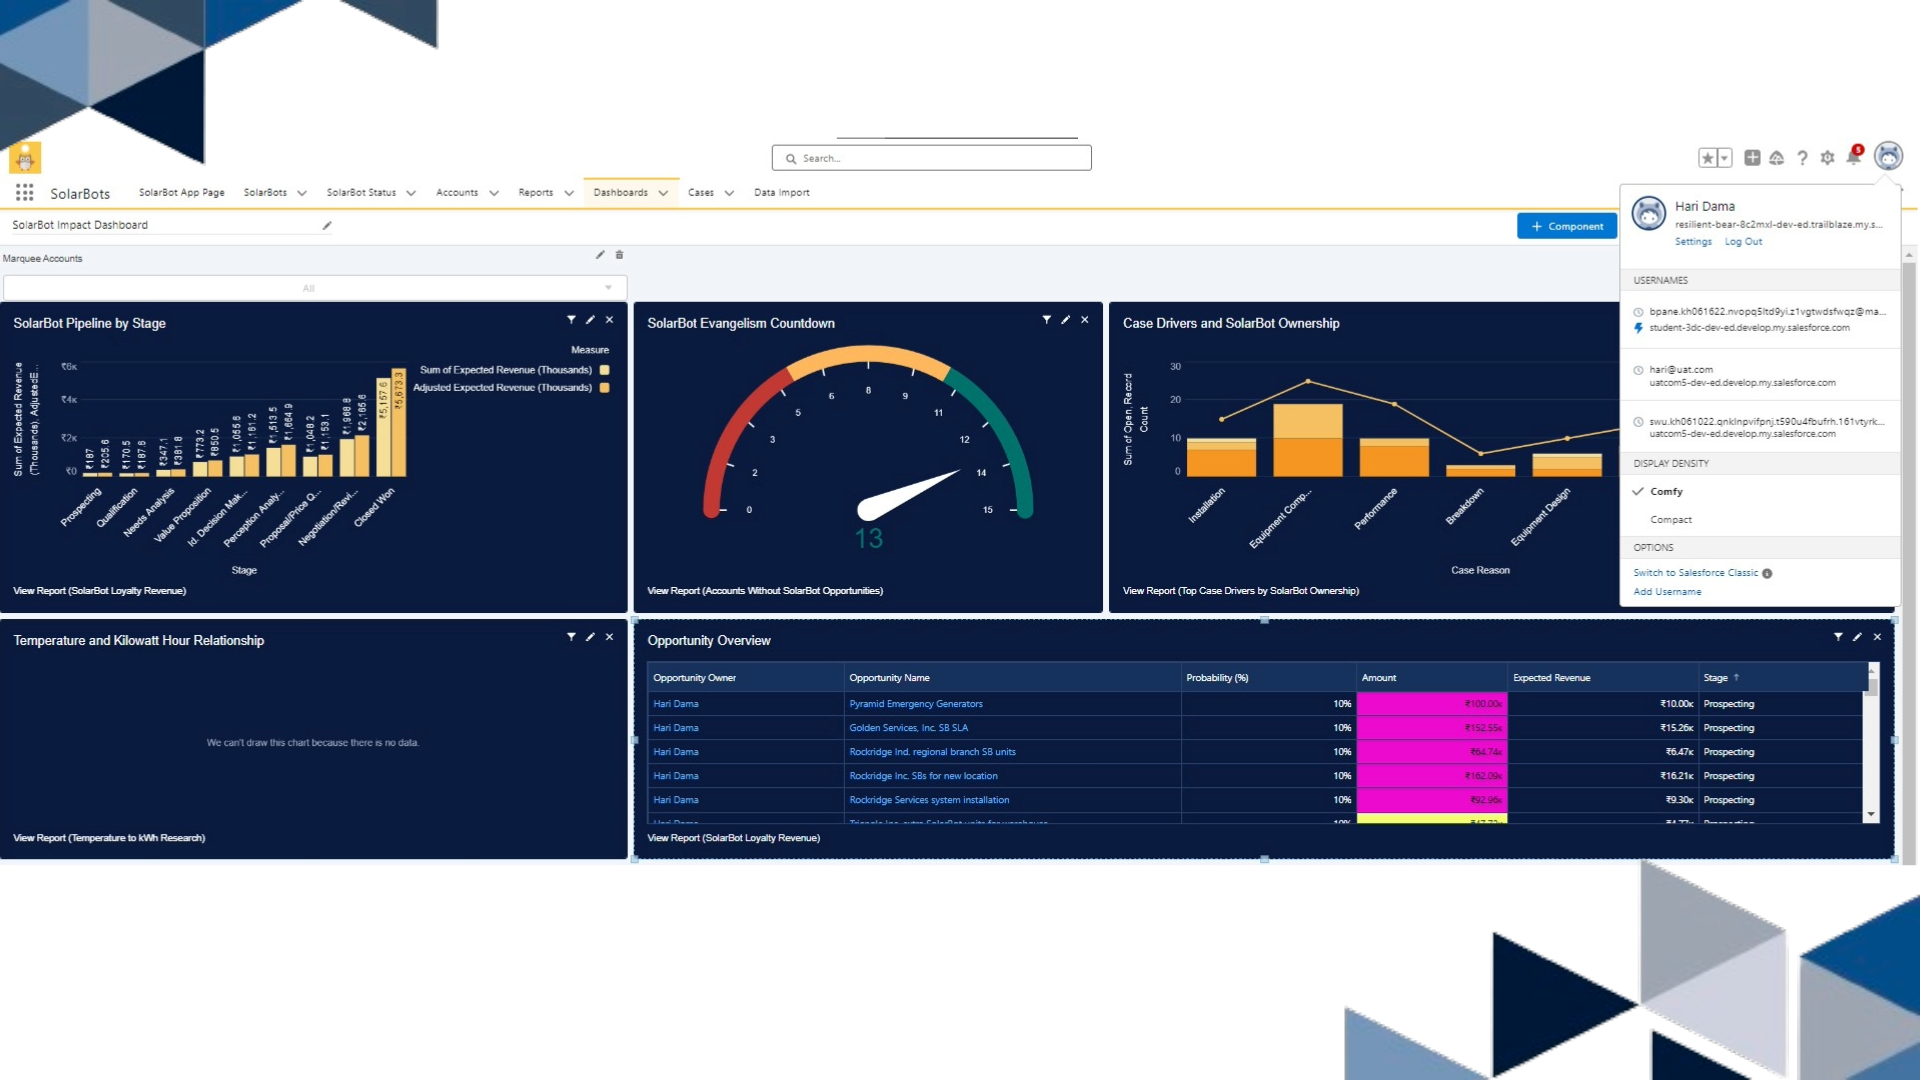 Search...
5
SolarBots
SolarBot App Page
SolarBots
SolarBot Status
Accounts
Reports
Dashboards
Cases
Data Import
SolarBot Impact Dashboard
+ Component
Marquee Accounts
All
SolarBot Pipeline by Stage
Measure
Sum of Expected Revenue (Thousands)
Adjusted Expected Revenue (Thousands)
Sum of Expected Revenue
(Thousands), AdjustedE...
₹6K
₹4K
₹2K
₹0
₹187
₹205.6
₹170.5
₹187.6
₹347.1
₹381.8
₹773.2
₹850.5
₹1,055.6
₹1,161.2
₹1,513.5
₹1,664.9
₹1,048.2
₹1,153.1
₹1,968.8
₹2,165.6
₹5,157.6
₹5,673.3
Prospecting
Qualification
Needs Analysis
Value Proposition
Id. Decision Mak...
Perception Analy...
Proposal/Price Q...
Negotiation/Revi...
Closed Won
Stage
View Report (SolarBot Loyalty Revenue)
SolarBot Evangelism Countdown
0
2
3
5
6
8
9
11
12
14
15
13
View Report (Accounts Without SolarBot Opportunities)
Case Drivers and SolarBot Ownership
Sum of Open, Record
Count
30
20
10
0
Installation
Equipment Comp...
Performance
Breakdown
Equipment Design
Case Reason
View Report (Top Case Drivers by SolarBot Ownership)
Hari Dama
resilient-bear-8c2mxl-dev-ed.trailblaze.my.s...
Settings
Log Out
USERNAMES
bpane.kh061622.nvopq5ltd9yi.z1vgtwdsfwqz@ma...
student-3dc-dev-ed.develop.my.salesforce.com
hari@uat.com
uatcom5-dev-ed.develop.my.salesforce.com
swu.kh061022.qnklnpvifpnj.t590u4fbufrh.161vtyrk...
uatcom5-dev-ed.develop.my.salesforce.com
DISPLAY DENSITY
Comfy
Compact
OPTIONS
Switch to Salesforce Classic
Add Username
Temperature and Kilowatt Hour Relationship
We can't draw this chart because there is no data.
View Report (Temperature to kWh Research)
Opportunity Overview
Opportunity Owner Opportunity Name Probability (%) Amount Expected Revenue Stage ↑
Hari Dama Pyramid Emergency Generators 10% ₹100.00K ₹10.00K Prospecting
Hari Dama Golden Services, Inc. SB SLA 10% ₹152.55K ₹15.26K Prospecting
Hari Dama Rockridge Ind. regional branch SB units 10% ₹64.74K ₹6.47K Prospecting
Hari Dama Rockridge Inc. SBs for new location 10% ₹162.09K ₹16.21K Prospecting
Hari Dama Rockridge Services system installation 10% ₹92.96K ₹9.30K Prospecting
View Report (SolarBot Loyalty Revenue)